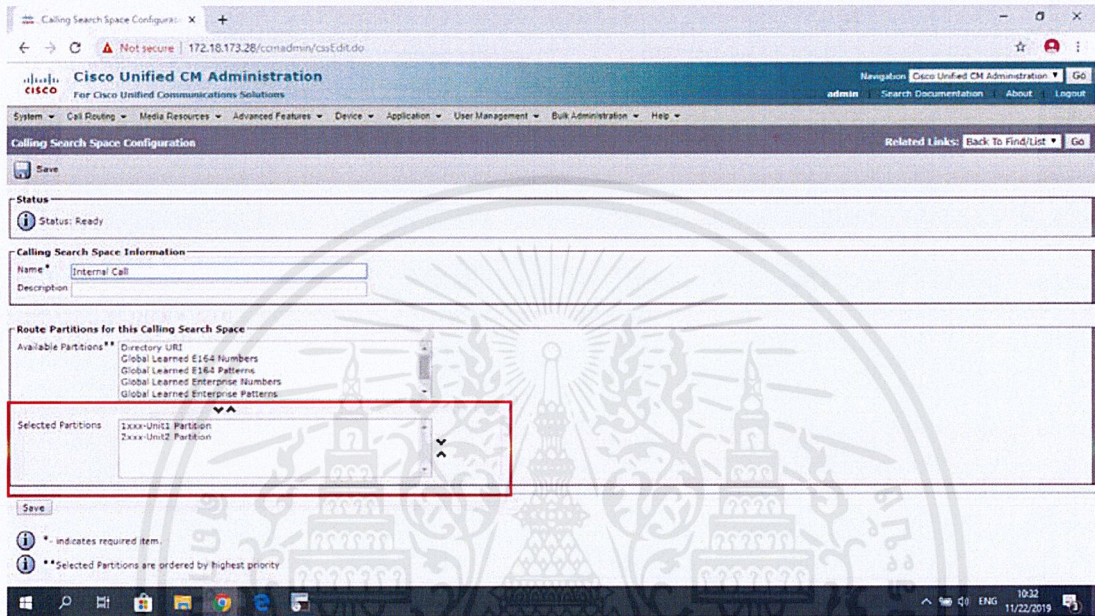 Calling Search Space Configurati
Not secure | 172.18.173.28/ccmadmin/cssEdit.do
cisco
Cisco Unified CM Administration
For Cisco Unified Communications Solutions
Navigation Cisco Unified CM Administration Go
admin Search Documentation About Logout
System Call Routing Media Resources Advanced Features Device Application User Management Bulk Administration Help
Calling Search Space Configuration
Related Links: Back To Find/List Go
Save
Status
Status: Ready
Calling Search Space Information
Name* Internal Call
Description
Route Partitions for this Calling Search Space
Available Partitions** Directory URI
Global Learned E164 Numbers
Global Learned E164 Patterns
Global Learned Enterprise Numbers
Global Learned Enterprise Patterns
Selected Partitions 1xxx-Unit1 Partition
2xxx-Unit2 Partition
Save
*- indicates required item.
**Selected Partitions are ordered by highest priority
ENG
10:32
11/22/2019